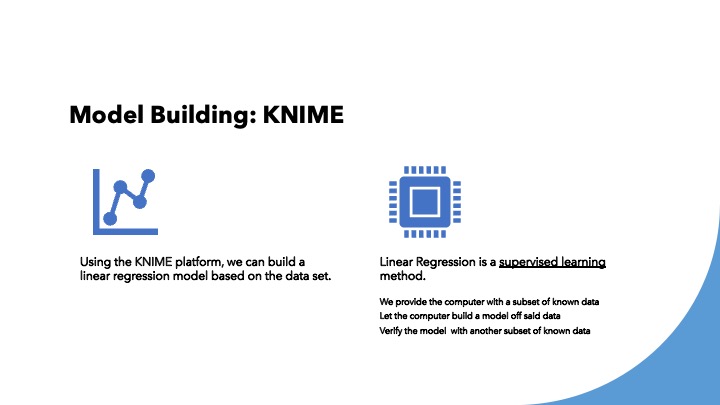 Model Building: KNIME
Using the KNIME platform, we can build a
linear regression model based on the data set.
Linear Regression is a supervised learning
method.
We provide the computer with a subset of known data
Let the computer build a model off said data
Verify the model  with another subset of known data